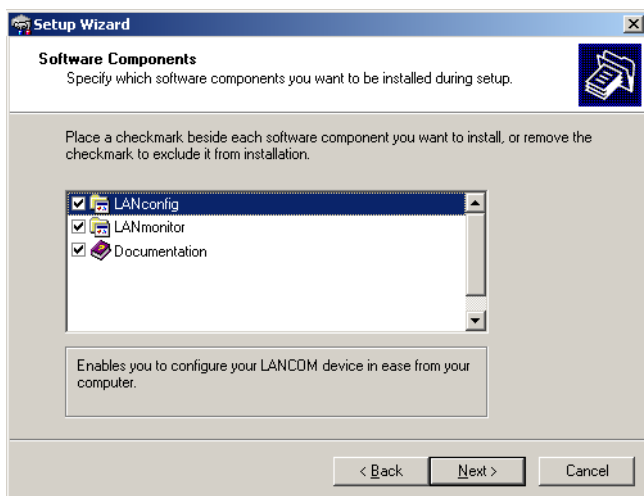 Setup Wizard
Software Components
Specify which software components you want to be installed during setup.
Place a checkmark beside each software component you want to install, or remove the
checkmark to exclude it from installation.
LANconfig
LANmonitor
Documentation
Enables you to configure your LANCOM device in ease from your
computer.
< Back
Next >
Cancel